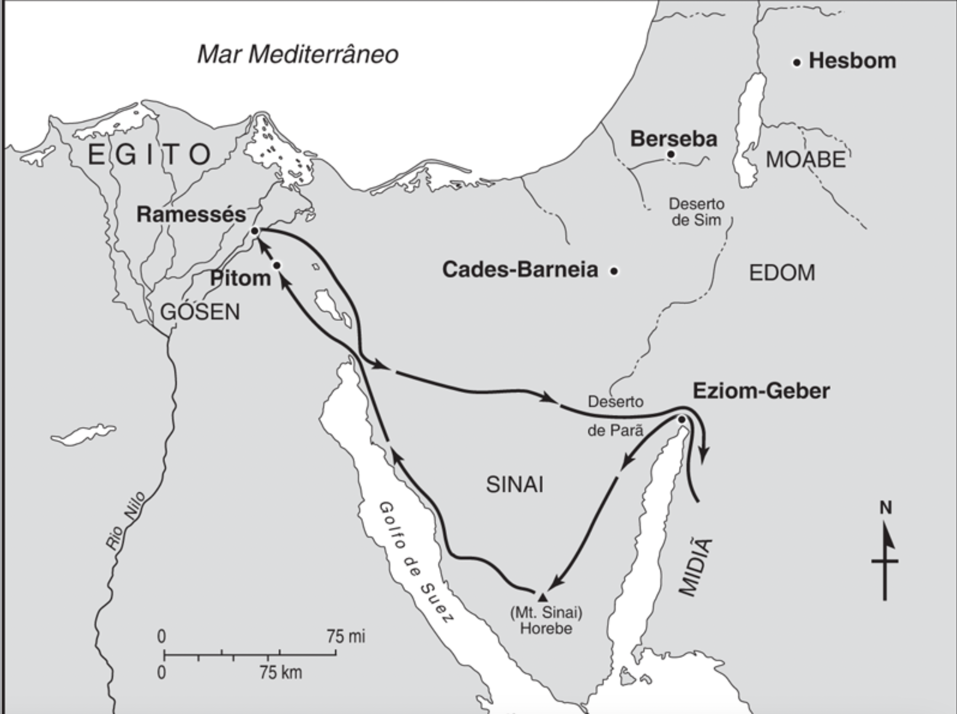 Mar Mediterrâneo
Hesbom
Berseba
EGITO
MOABE
Ramessés
Deserto
de Sim
Cades-Barneia
EDOM
Pitom
GÓSEN
Eziom-Geber
Deserto
de Parã
SINAI
Rio Nilo
Golfo de Suez
N
MIDIÃ
(Mt. Sinai)
Horebe
0 75 mi
0 75 km